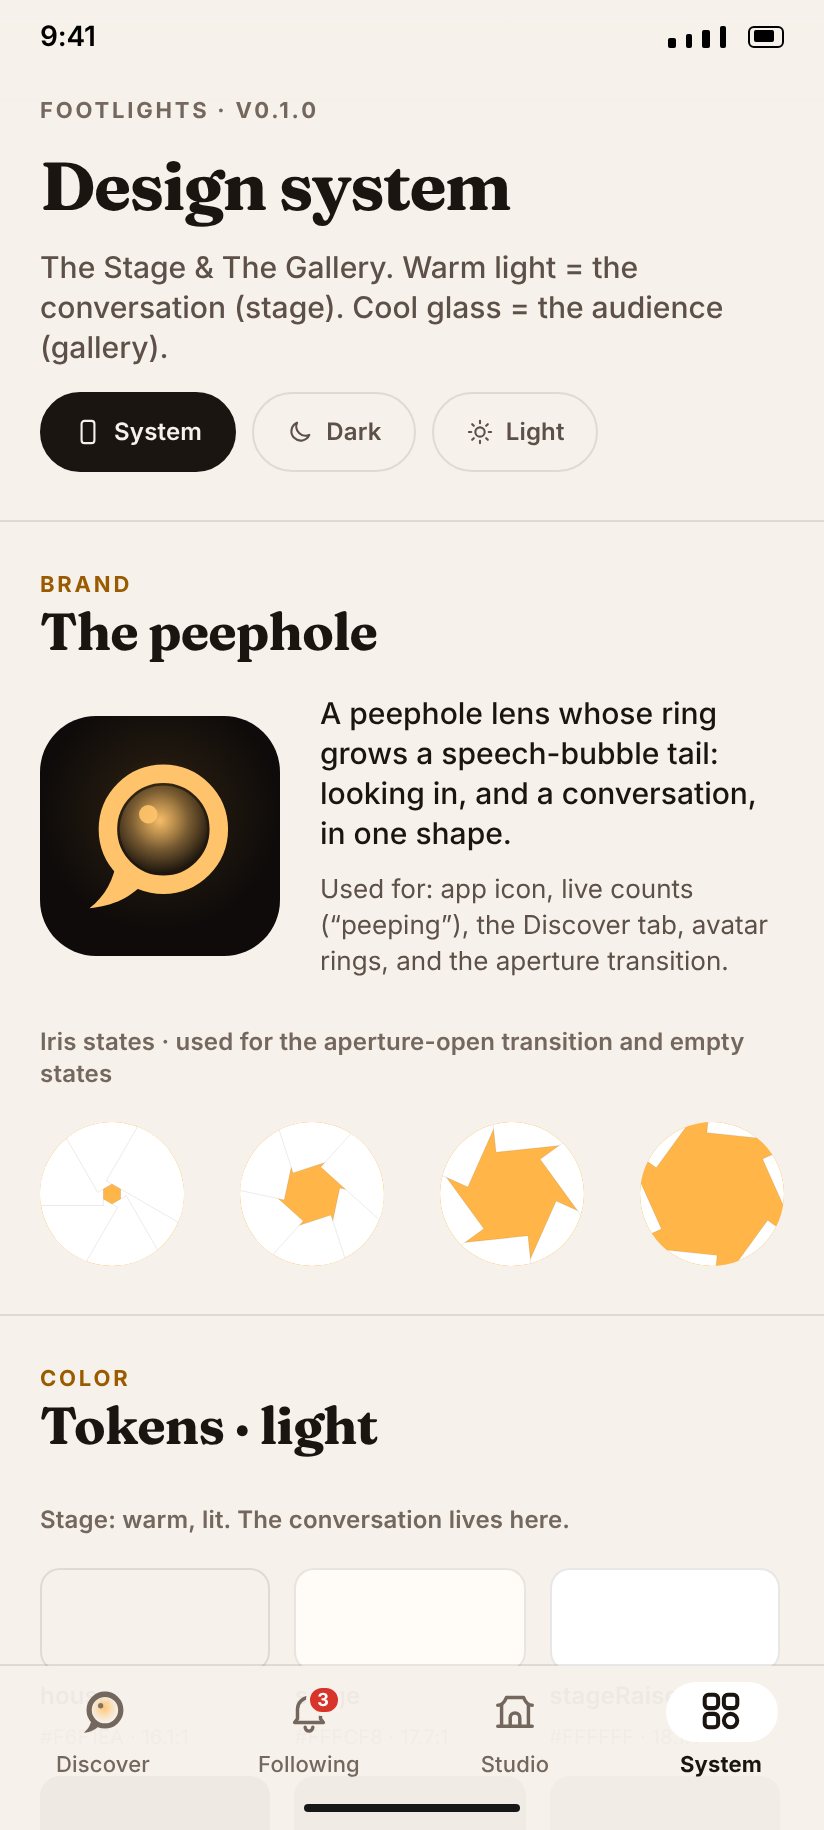 9:41
FOOTLIGHTS · V0.1.0
Design system
The Stage & The Gallery. Warm light = the
conversation (stage). Cool glass = the audience
(gallery).
System
Dark
Light
BRAND
The peephole
A peephole lens whose ring
grows a speech-bubble tail:
looking in, and a conversation,
in one shape.
Used for: app icon, live counts
(“peeping”), the Discover tab, avatar
rings, and the aperture transition.
Iris states · used for the aperture-open transition and empty
states
COLOR
Tokens · light
Stage: warm, lit. The conversation lives here.
3
Discover
Following
Studio
System